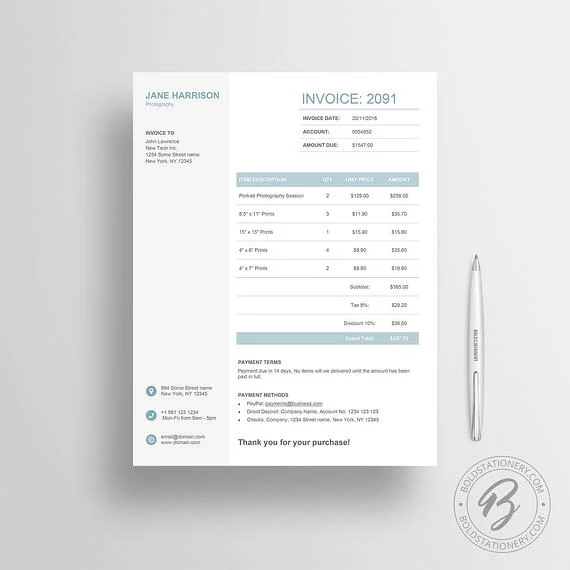 JANE HARRISON
Photography
INVOICE: 2091
INVOICE DATE: 20/11/2016
ACCOUNT: 0054952
AMOUNT DUE: $1547.00
INVOICE TO
John Lawrence
New Tech Inc.
1234 Some Street name
New York, NY.12345
ITEM DESCRIPTION QTY UNIT PRICE AMOUNT
Portrait Photography Session 2 $129.00 $258.00
8.5" x 11" Prints 3 $11.90 $35.70
15" x 15" Prints 1 $15.90 $15.90
4" x 6" Prints 4 $8.90 $35.60
4" x 7" Prints 2 $9.90 $19.80
Subtotal: $365.00
Tax 8%: $29.20
Discount 10%: $36.50
Grand Total:
PAYMENT TERMS
Payment due in 14 days. No items will we delivered until the amount has been
paid in full.
PAYMENT METHODS
• PayPal: payments@business.com
• Direct Deposit: Company Name, Account No: 1234 123 123
• Checks: Company, 1234 Street name, New York, NY 12345
Thank you for your purchase!
894 Some Street name
New York, NY.12345
+1 561 123 1234
Mon-Fri from 9am - 5pm
email@domain.com
www.domain.com
BOLDSTATIONERY
BOLDSTATIONERY.COM
B
BOLDSTATIONERY.COM